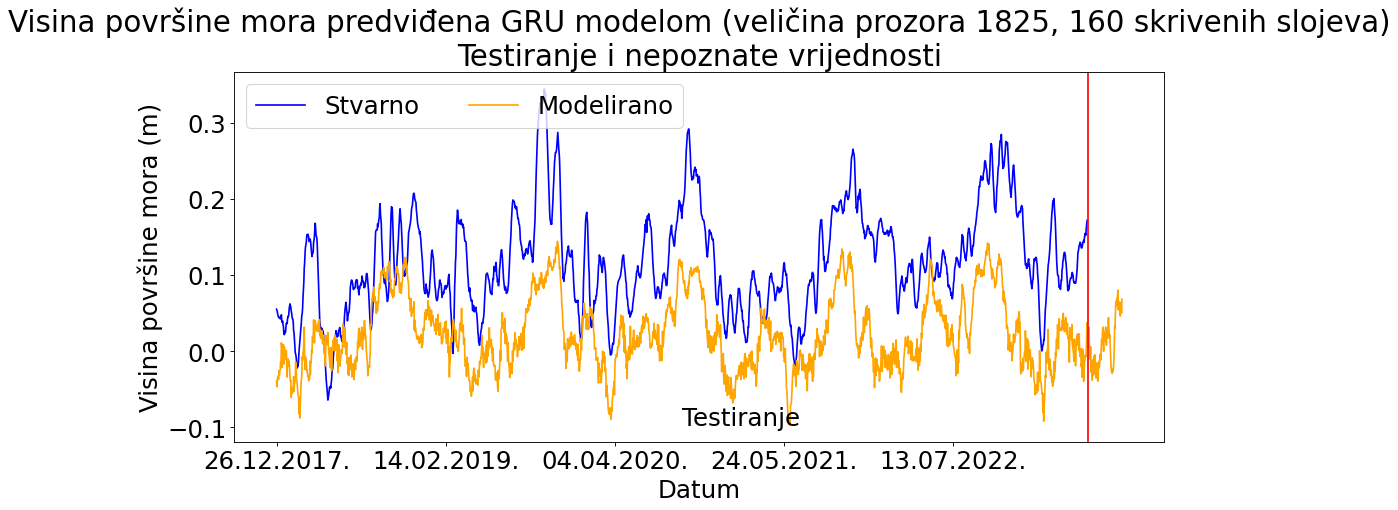 Visina površine mora predviđena GRU modelom (veličina prozora 1825, 160 skrivenih slojeva)
Testiranje i nepoznate vrijednosti
Stvarno
Modelirano
Visina površine mora (m)
0.3
0.2
0.1
0.0
−0.1
Testiranje
26.12.2017.
14.02.2019.
04.04.2020.
24.05.2021.
13.07.2022.
Datum